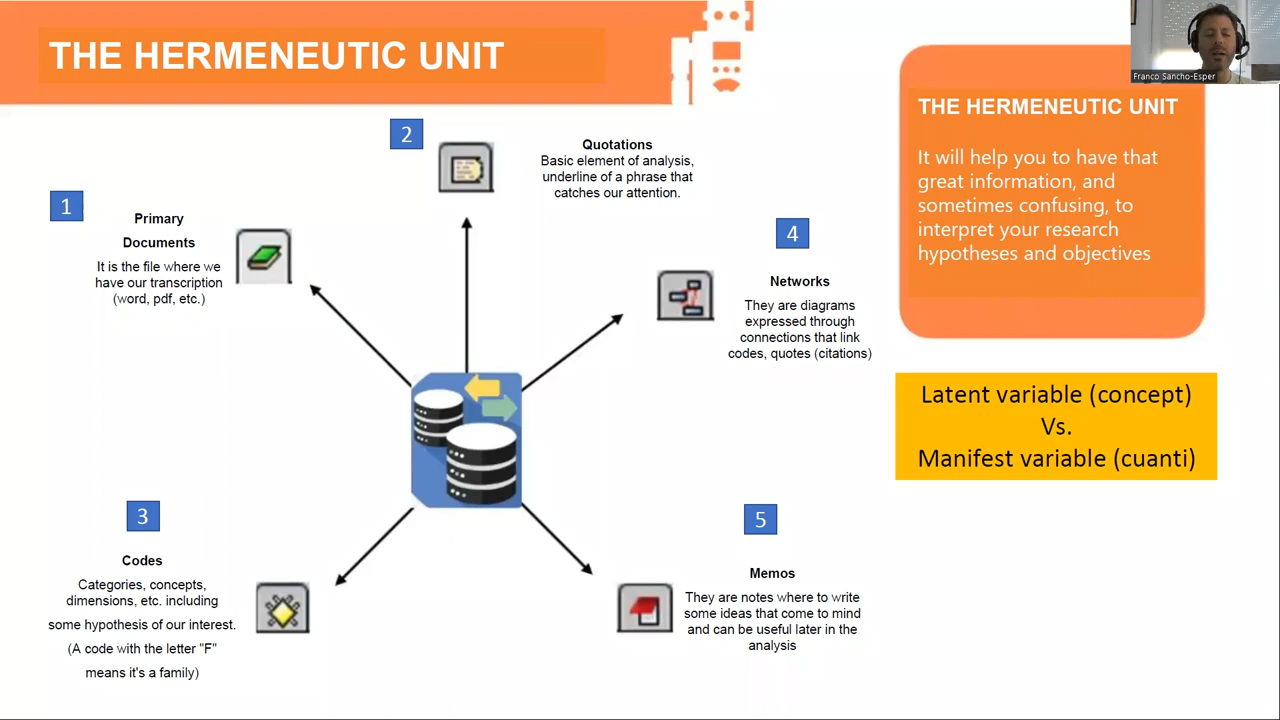 THE HERMENEUTIC UNIT
Franco Sancho-Esper
THE HERMENEUTIC UNIT
It will help you to have that
great information, and
sometimes confusing, to
interpret your research
hypotheses and objectives
1
Primary
Documents
It is the file where we
have our transcription
(word, pdf, etc.)
2
Quotations
Basic element of analysis,
underline of a phrase that
catches our attention.
4
Networks
They are diagrams
expressed through
connections that link
codes, quotes (citations)
Latent variable (concept)
Vs.
Manifest variable (cuanti)
3
Codes
Categories, concepts,
dimensions, etc. including
some hypothesis of our interest.
(A code with the letter "F"
means it's a family)
5
Memos
They are notes where to write
some ideas that come to mind
and can be useful later in the
analysis